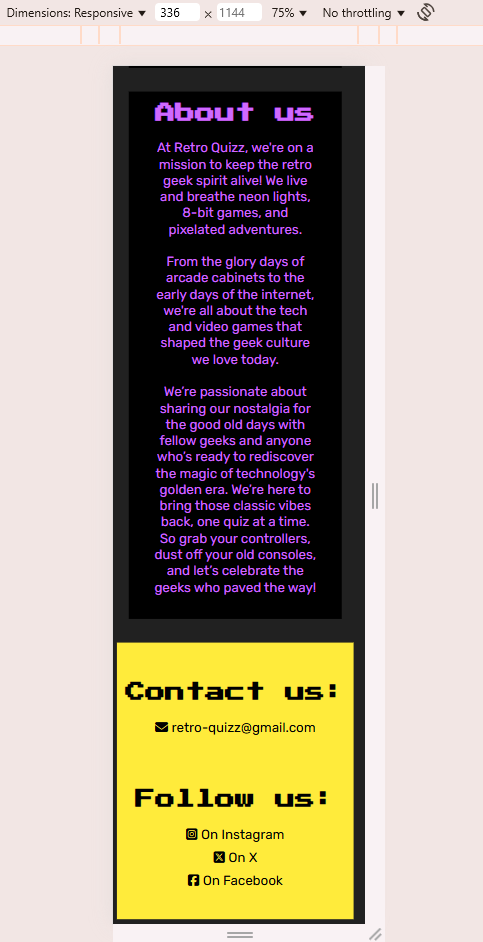 Dimensions: Responsive ▼ 336 × 1144 75% ▼ No throttling ▼
About us
At Retro Quizz, we're on a
mission to keep the retro
geek spirit alive! We live
and breathe neon lights,
8-bit games, and
pixelated adventures.
From the glory days of
arcade cabinets to the
early days of the internet,
we're all about the tech
and video games that
shaped the geek culture
we love today.
We're passionate about
sharing our nostalgia for
the good old days with
fellow geeks and anyone
who's ready to rediscover
the magic of technology's
golden era. We're here to
bring those classic vibes
back, one quiz at a time.
So grab your controllers,
dust off your old consoles,
and let's celebrate the
geeks who paved the way!
Contact us:
retro-quizz@gmail.com
Follow us:
On Instagram
On X
On Facebook